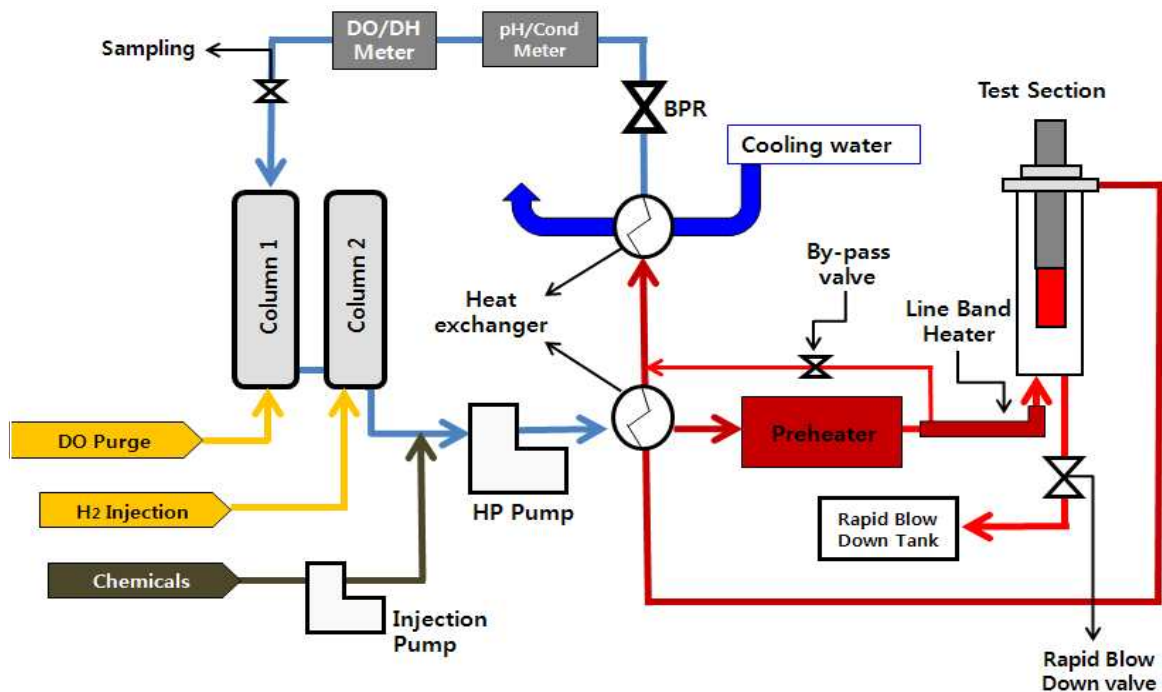 DO/DH
Meter
pH/Cond
Meter
Sampling
BPR
Test Section
Cooling water
Column 1
Column 2
By-pass
valve
Heat
exchanger
Line Band
Heater
DO Purge
Preheater
H2 Injection
HP Pump
Rapid Blow
Down Tank
Chemicals
Injection
Pump
Rapid Blow
Down valve